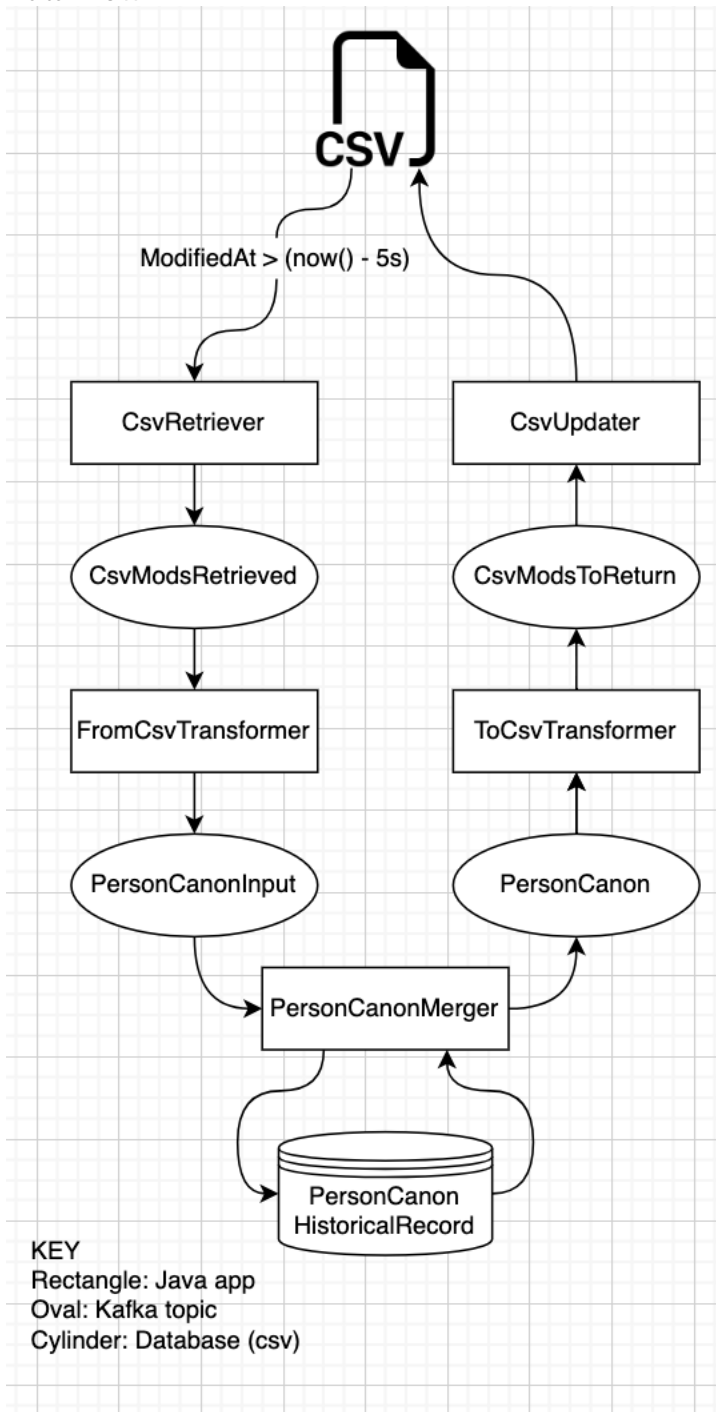 CSV
ModifiedAt > (now() - 5s)
CsvRetriever
CsvUpdater
CsvModsRetrieved
CsvModsToReturn
FromCsvTransformer
ToCsvTransformer
PersonCanonInput
PersonCanon
PersonCanonMerger
PersonCanon
HistoricalRecord
KEY
Rectangle: Java app
Oval: Kafka topic
Cylinder: Database (csv)